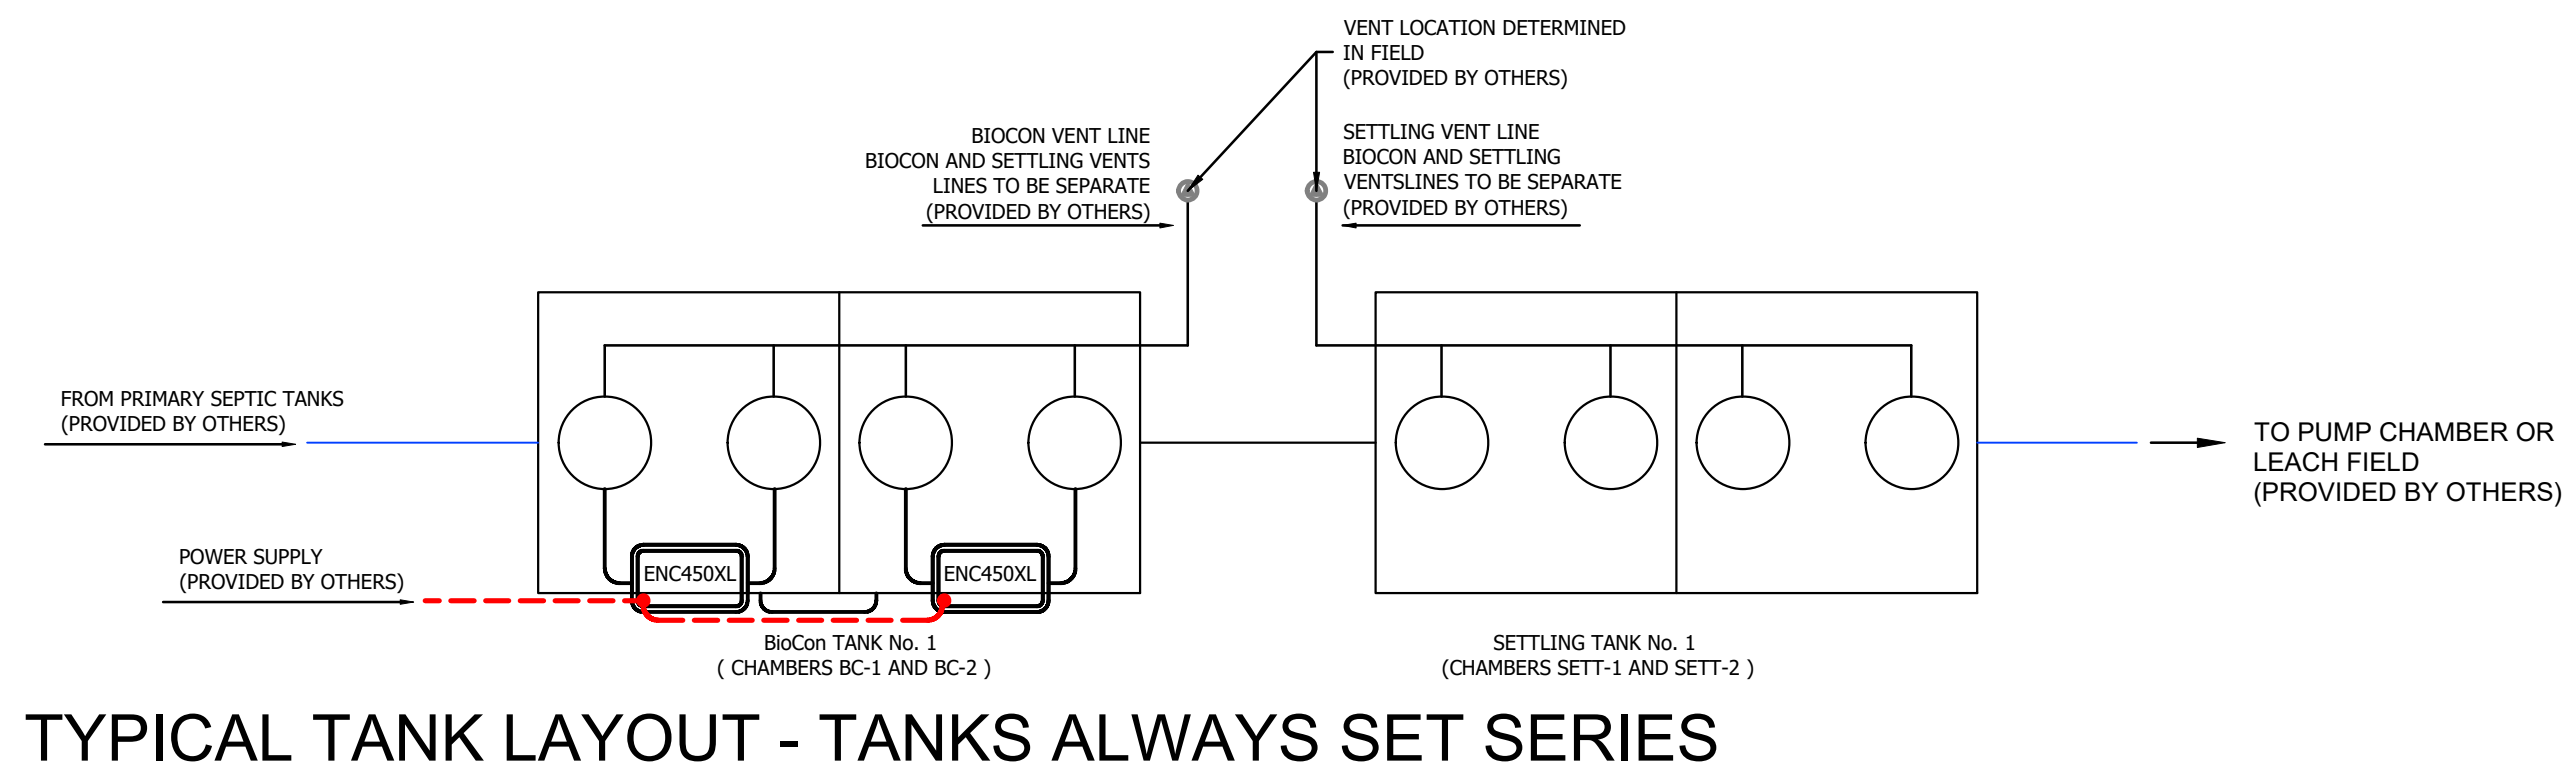 VENT LOCATION DETERMINED
IN FIELD
(PROVIDED BY OTHERS)
BIOCON VENT LINE
BIOCON AND SETTLING VENTS
LINES TO BE SEPARATE
(PROVIDED BY OTHERS)
SETTLING VENT LINE
BIOCON AND SETTLING
VENTSLINES TO BE SEPARATE
(PROVIDED BY OTHERS)
FROM PRIMARY SEPTIC TANKS
(PROVIDED BY OTHERS)
TO PUMP CHAMBER OR
LEACH FIELD
(PROVIDED BY OTHERS)
POWER SUPPLY
(PROVIDED BY OTHERS)
ENC450XL
ENC450XL
BioCon TANK No. 1
( CHAMBERS BC-1 AND BC-2 )
SETTLING TANK No. 1
(CHAMBERS SETT-1 AND SETT-2 )
TYPICAL TANK LAYOUT - TANKS ALWAYS SET SERIES